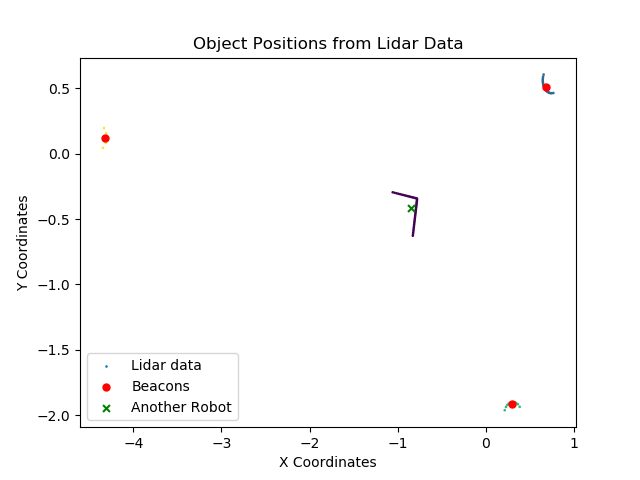 Object Positions from Lidar Data
Y Coordinates
0.5
0.0
−0.5
−1.0
−1.5
−2.0
Lidar data
Beacons
Another Robot
−4
−3
−2
−1
0
1
X Coordinates